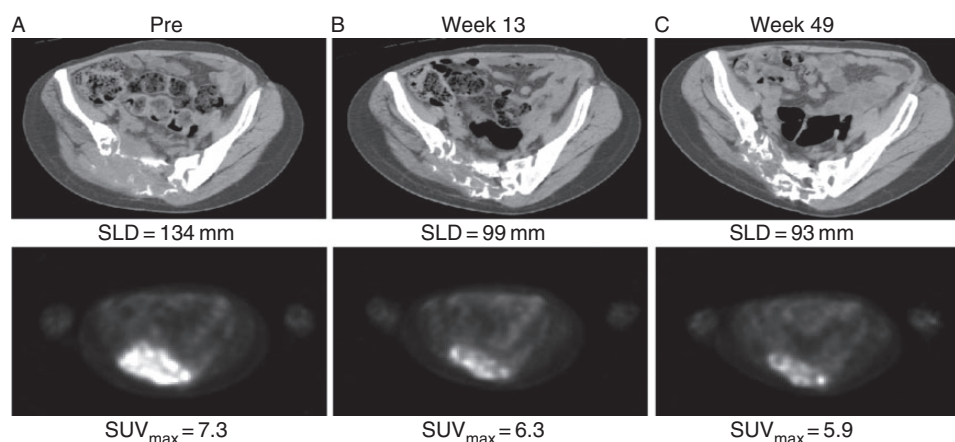 A Pre B Week 13 C Week 49
SLD = 134 mm SLD = 99 mm SLD = 93 mm
SUVmax = 7.3 SUVmax = 6.3 SUVmax = 5.9